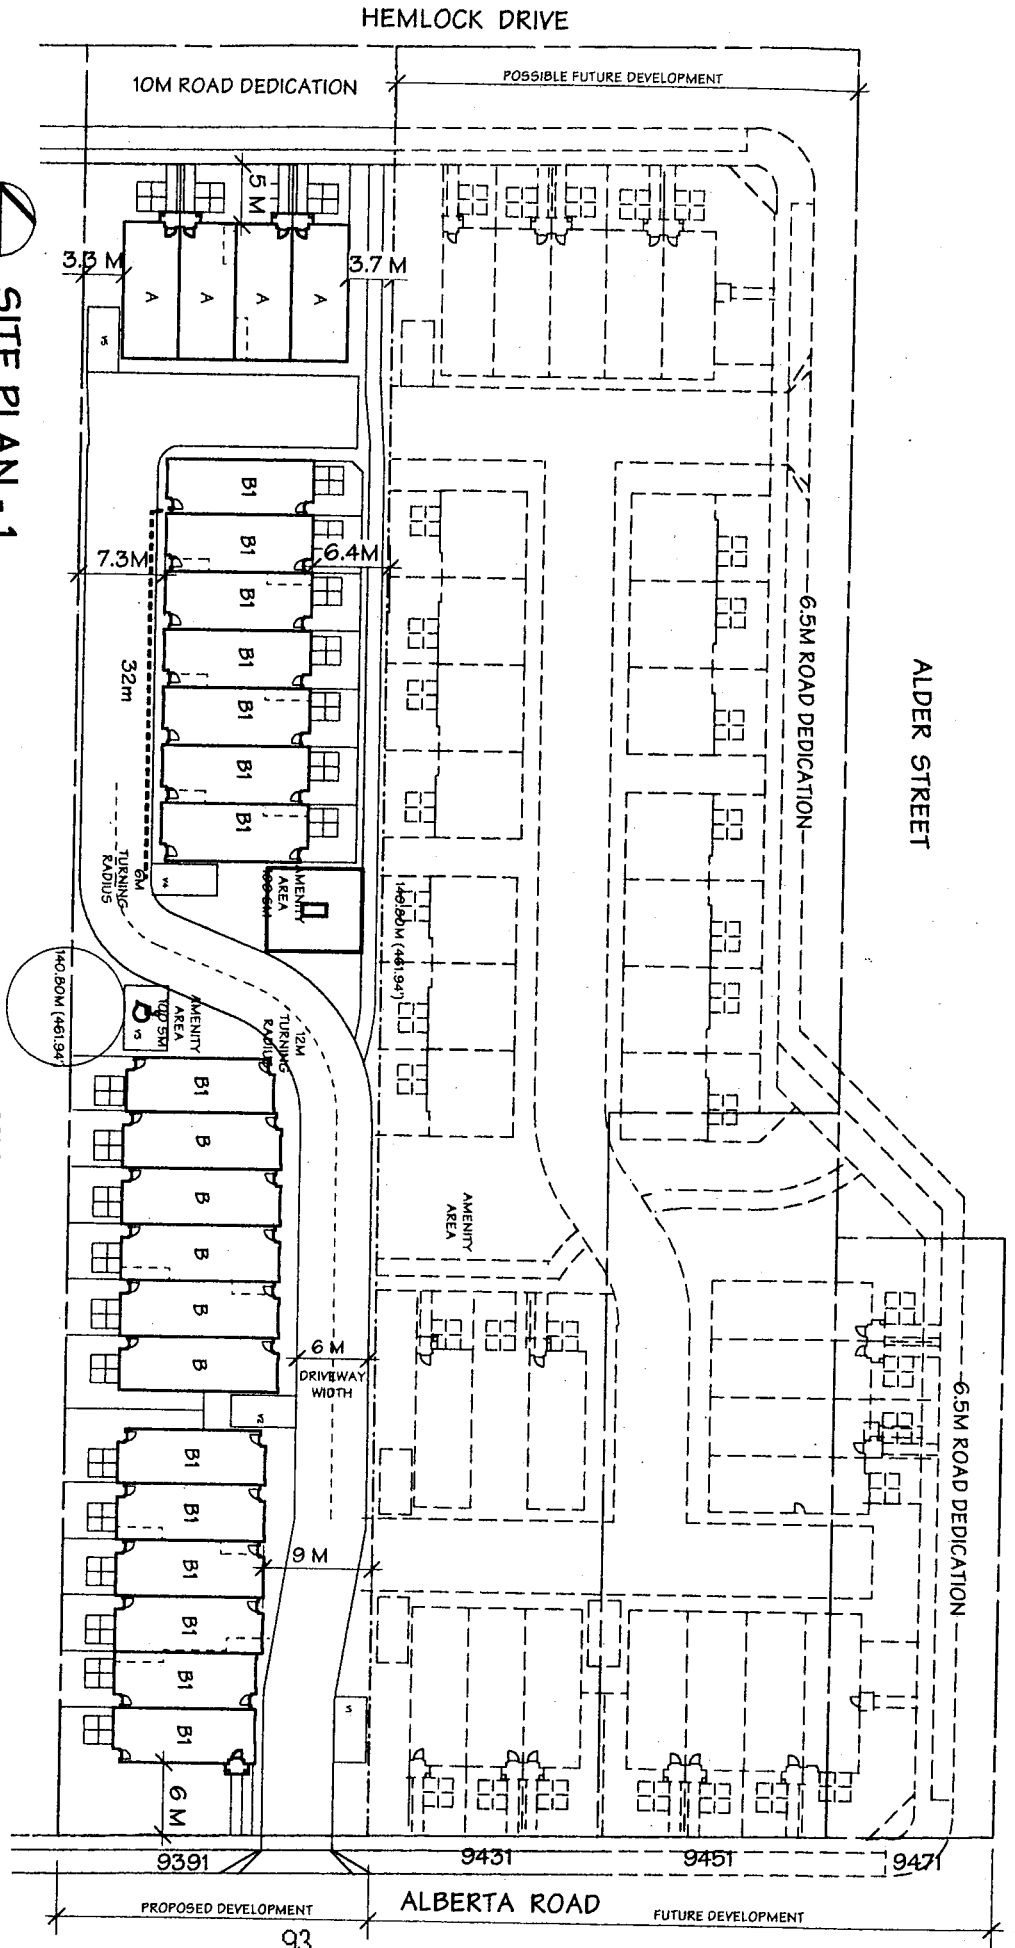 HEMLOCK DRIVE
10M ROAD DEDICATION
POSSIBLE FUTURE DEVELOPMENT
5 M
3.3 M
3.7 M
A
A
A
A
SITE PLAN - 1
B1
B1
B1
B1
B1
B1
B1
7.3M
6.4M
32m
6M
TURNING
RADIUS
AMENITY
AREA
6.5M ROAD DEDICATION
ALDER STREET
140.80M (461.94')
140.80M (461.94'
AMENITY
AREA
100 5M
12M
TURNING
RADIUS
B1
B
B
B
B
B
AMENITY
AREA
6 M
DRIVEWAY
WIDTH
6.5M ROAD DEDICATION
B1
B1
B1
B1
B1
B1
9 M
6 M
9391
9431
9451
9471
ALBERTA ROAD
PROPOSED DEVELOPMENT
FUTURE DEVELOPMENT
93